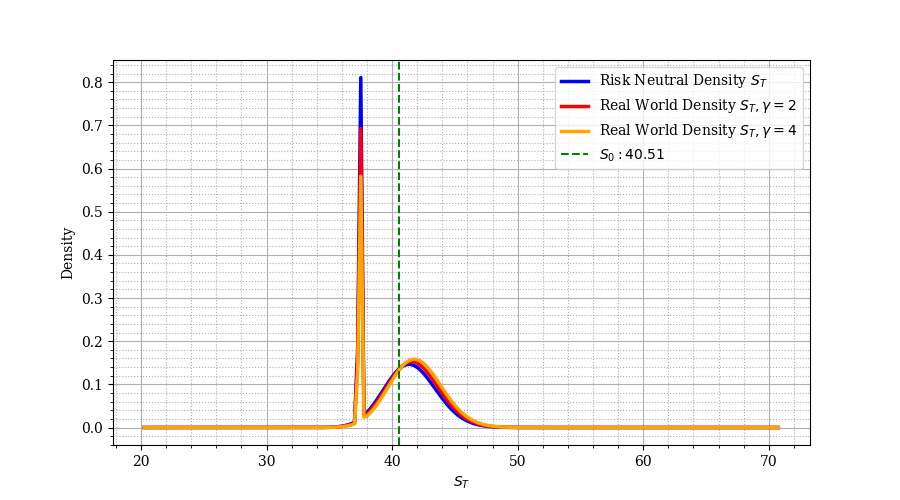 Risk Neutral Density $S_T$
Real World Density $S_T, \gamma = 2$
Real World Density $S_T, \gamma = 4$
$S_0 : 40.51$
Density
0.8
0.7
0.6
0.5
0.4
0.3
0.2
0.1
0.0
20 30 40 50 60 70
$S_T$